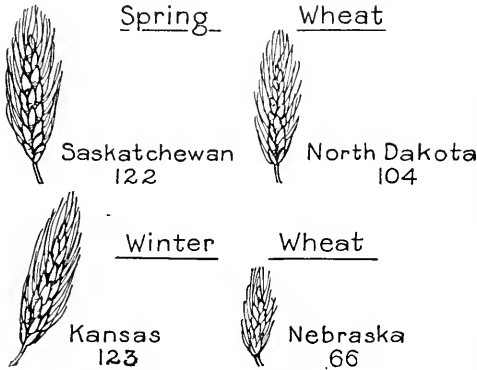 Spring Wheat
Saskatchewan North Dakota
122 104
Winter Wheat
Kansas Nebraska
123 66